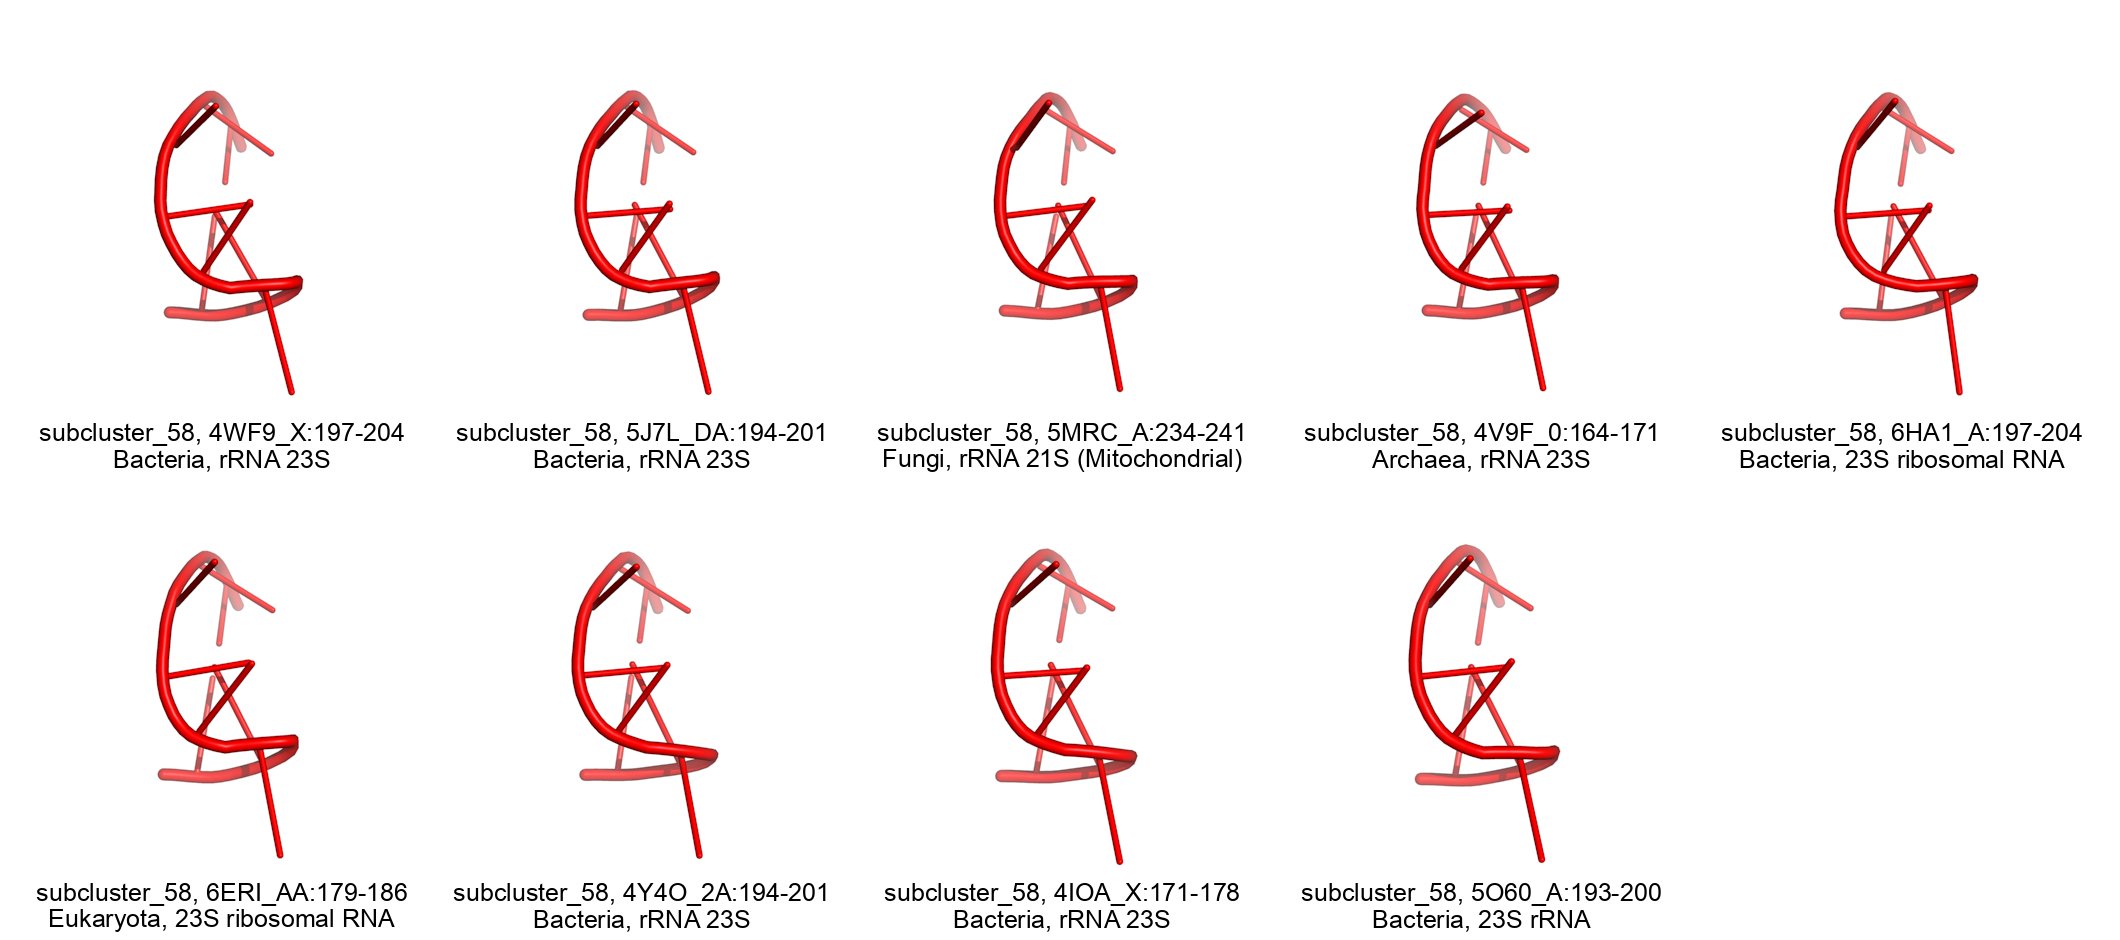 subcluster_58, 4WF9_X:197-204
Bacteria, rRNA 23S
subcluster_58, 5J7L_DA:194-201
Bacteria, rRNA 23S
subcluster_58, 5MRC_A:234-241
Fungi, rRNA 21S (Mitochondrial)
subcluster_58, 4V9F_0:164-171
Archaea, rRNA 23S
subcluster_58, 6HA1_A:197-204
Bacteria, 23S ribosomal RNA
subcluster_58, 6ERI_AA:179-186
Eukaryota, 23S ribosomal RNA
subcluster_58, 4Y4O_2A:194-201
Bacteria, rRNA 23S
subcluster_58, 4IOA_X:171-178
Bacteria, rRNA 23S
subcluster_58, 5O60_A:193-200
Bacteria, 23S rRNA